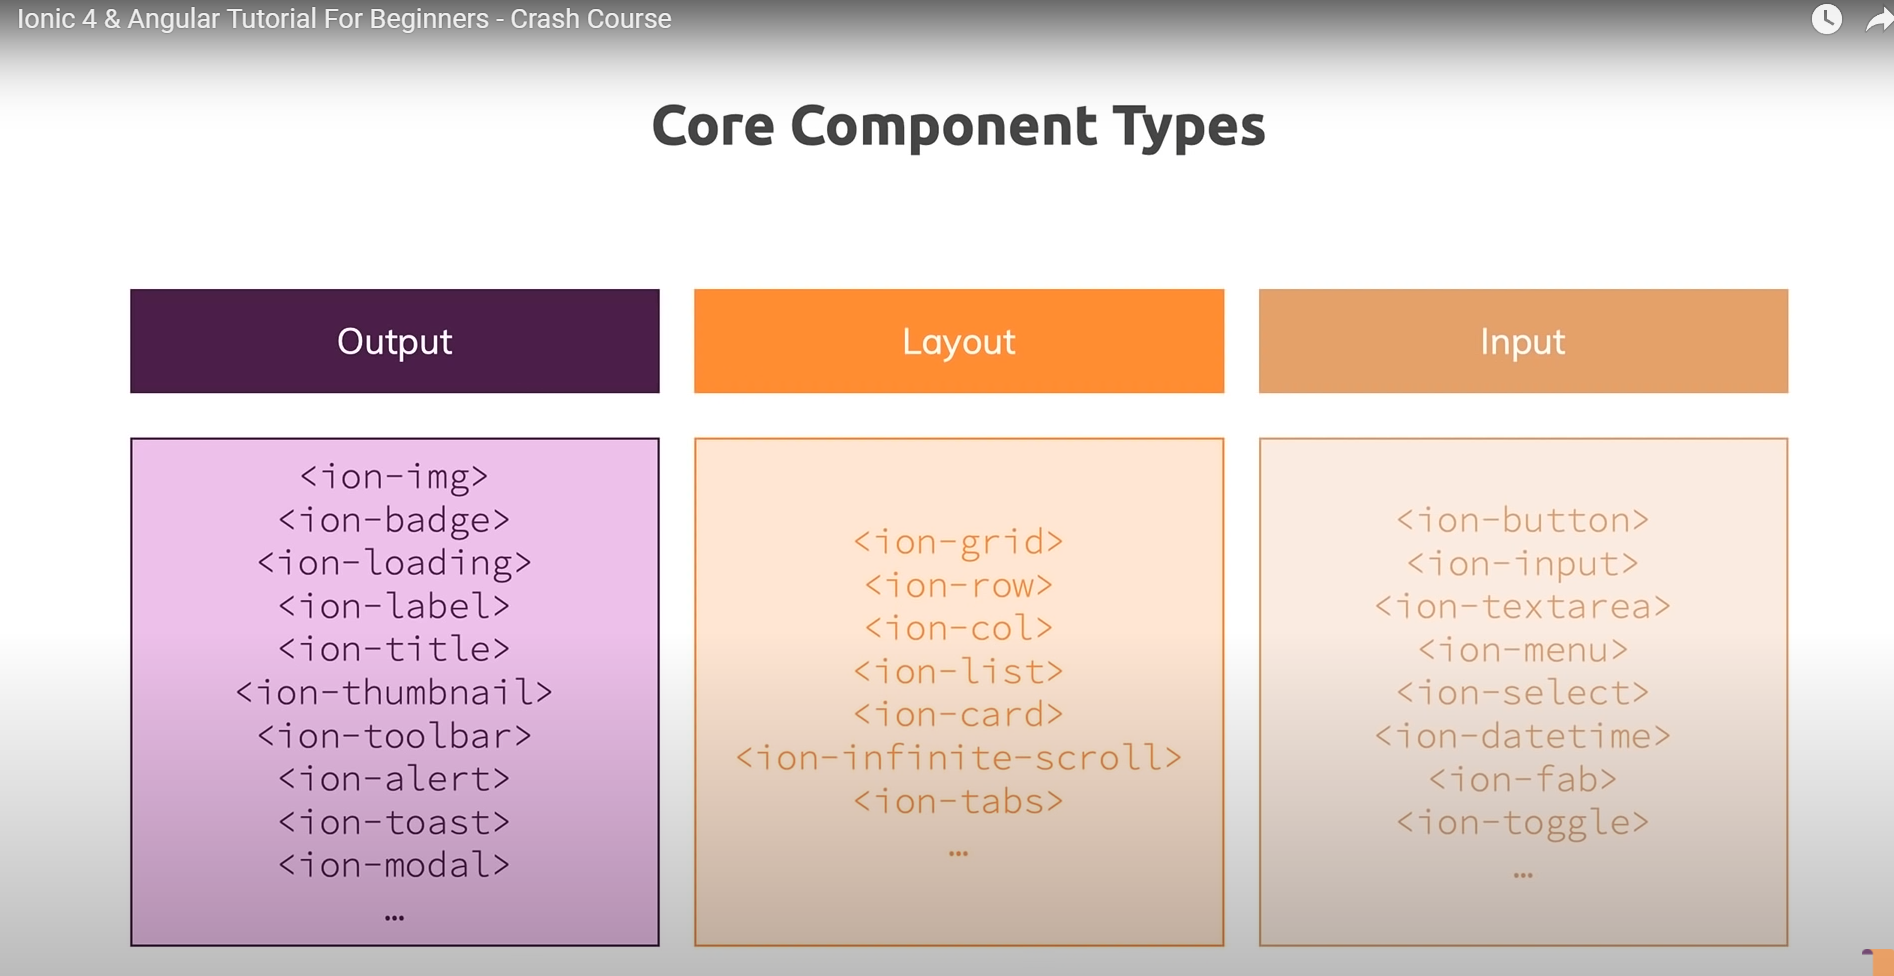 Ionic 4 & Angular Tutorial For Beginners - Crash Course
Core Component Types
Output
<ion-img>
<ion-badge>
<ion-loading>
<ion-label>
<ion-title>
<ion-thumbnail>
<ion-toolbar>
<ion-alert>
<ion-toast>
<ion-modal>
...
Layout
<ion-grid>
<ion-row>
<ion-col>
<ion-list>
<ion-card>
<ion-infinite-scroll>
<ion-tabs>
...
Input
<ion-button>
<ion-input>
<ion-textarea>
<ion-menu>
<ion-select>
<ion-datetime>
<ion-fab>
<ion-toggle>
...